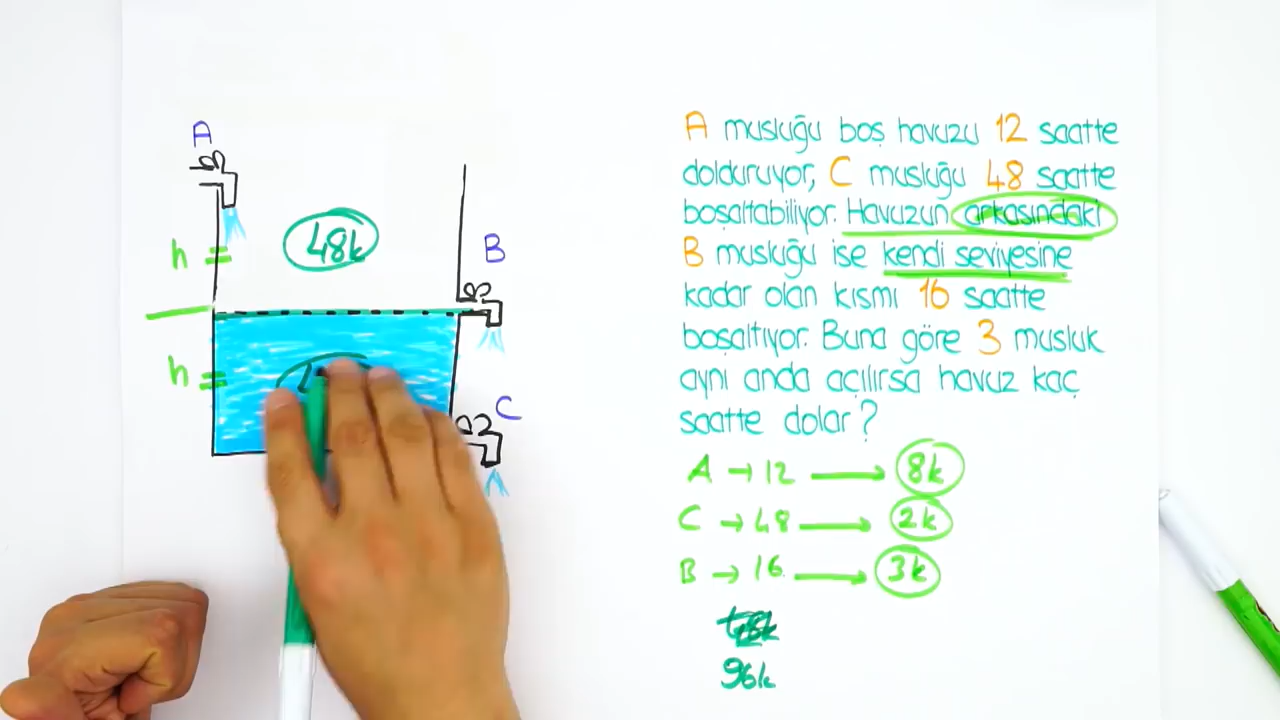 A
B
C
h
h
48k
A musluğu boş havuzu 12 saatte
dolduruyor, C musluğu 48 saatte
boşaltabiliyor. Havuzun arkasındaki
B musluğu ise kendi seviyesine
kadar olan kısmı 16 saatte
boşaltıyor. Buna göre 3 musluk
aynı anda açılırsa havuz kaç
saatte dolar?
A → 12 → 8k
C → 48 → 2k
B → 16 → 3k
96k